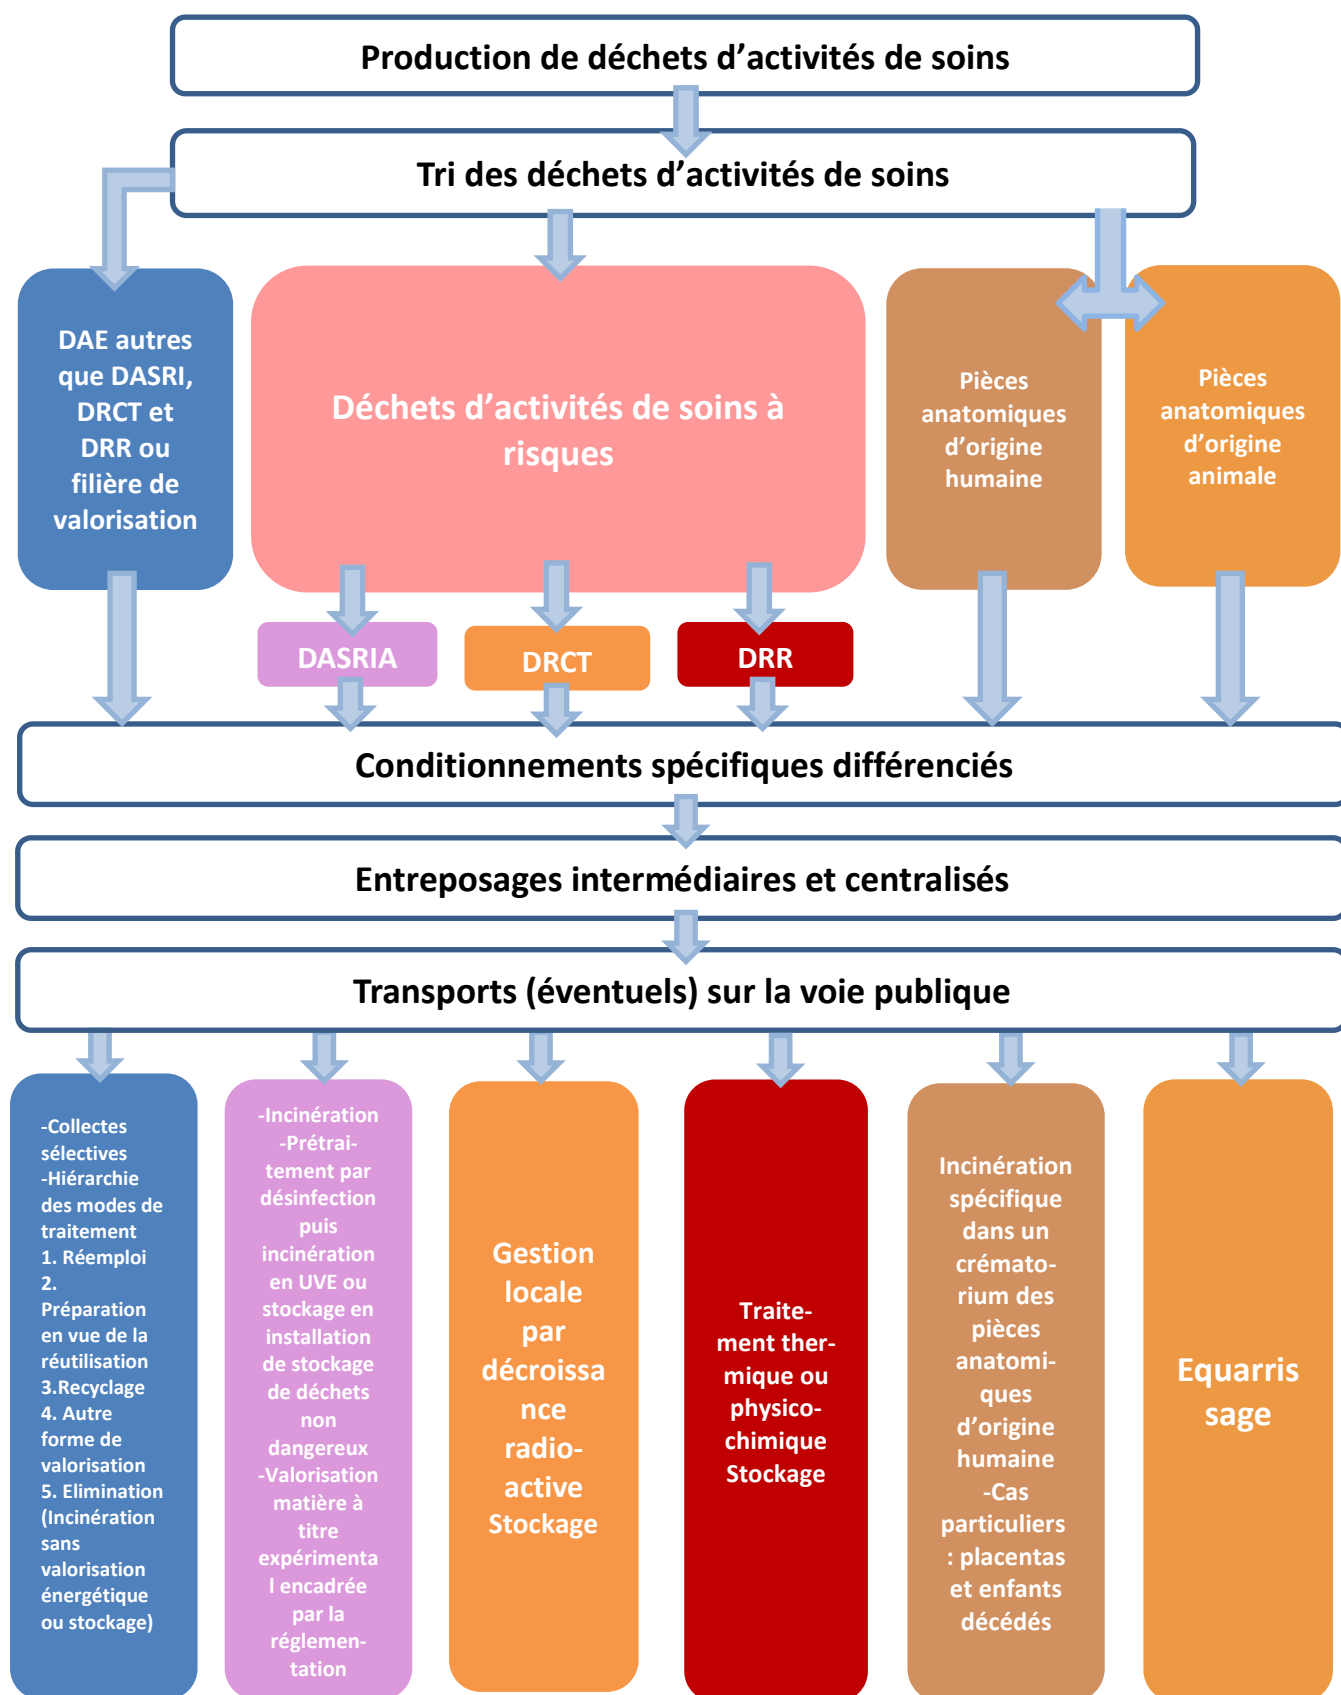 Production de déchets d’activités de soins
Tri des déchets d’activités de soins
DAE autres
que DASRI,
DRCT et
DRR ou
filière de
valorisation
Déchets d’activités de soins à
risques
Pièces
anatomiques
d’origine
humaine
Pièces
anatomiques
d’origine
animale
DASRIA
DRCT
DRR
Conditionnements spécifiques différenciés
Entreposages intermédiaires et centralisés
Transports (éventuels) sur la voie publique
-Collectes
sélectives
-Hiérarchie
des modes de
traitement
1. Réemploi
2.
Préparation
en vue de la
réutilisation
3.Recyclage
4. Autre
forme de
valorisation
5. Elimination
(Incinération
sans
valorisation
énergétique
ou stockage)
-Incinération
-Prétrai-
tement par
désinfection
puis
incinération
en UVE ou
stockage en
installation
de stockage
de déchets
non
dangereux
-Valorisation
matière à
titre
expérimenta
l encadrée
par la
réglemen-
tation
Gestion
locale
par
décroissa
nce
radio-
active
Stockage
Traite-
ment ther-
mique ou
physico-
chimique
Stockage
Incinération
spécifique
dans un
crémato-
rium des
pièces
anatomi-
ques
d’origine
humaine
-Cas
particuliers
: placentas
et enfants
décédés
Equarris
sage